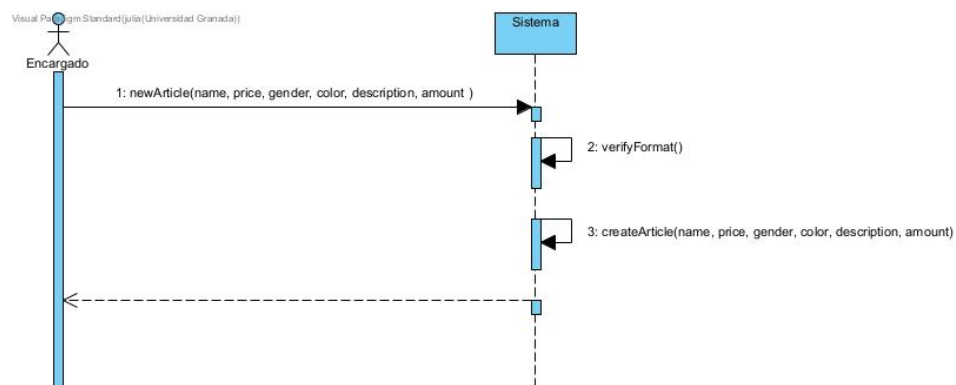 Visual Paradigm Standard(julia(Universidad Granada))
Sistema
Encargado
1: newArticle(name, price, gender, color, description, amount )
2: verifyFormat()
3: createArticle(name, price, gender, color, description, amount)